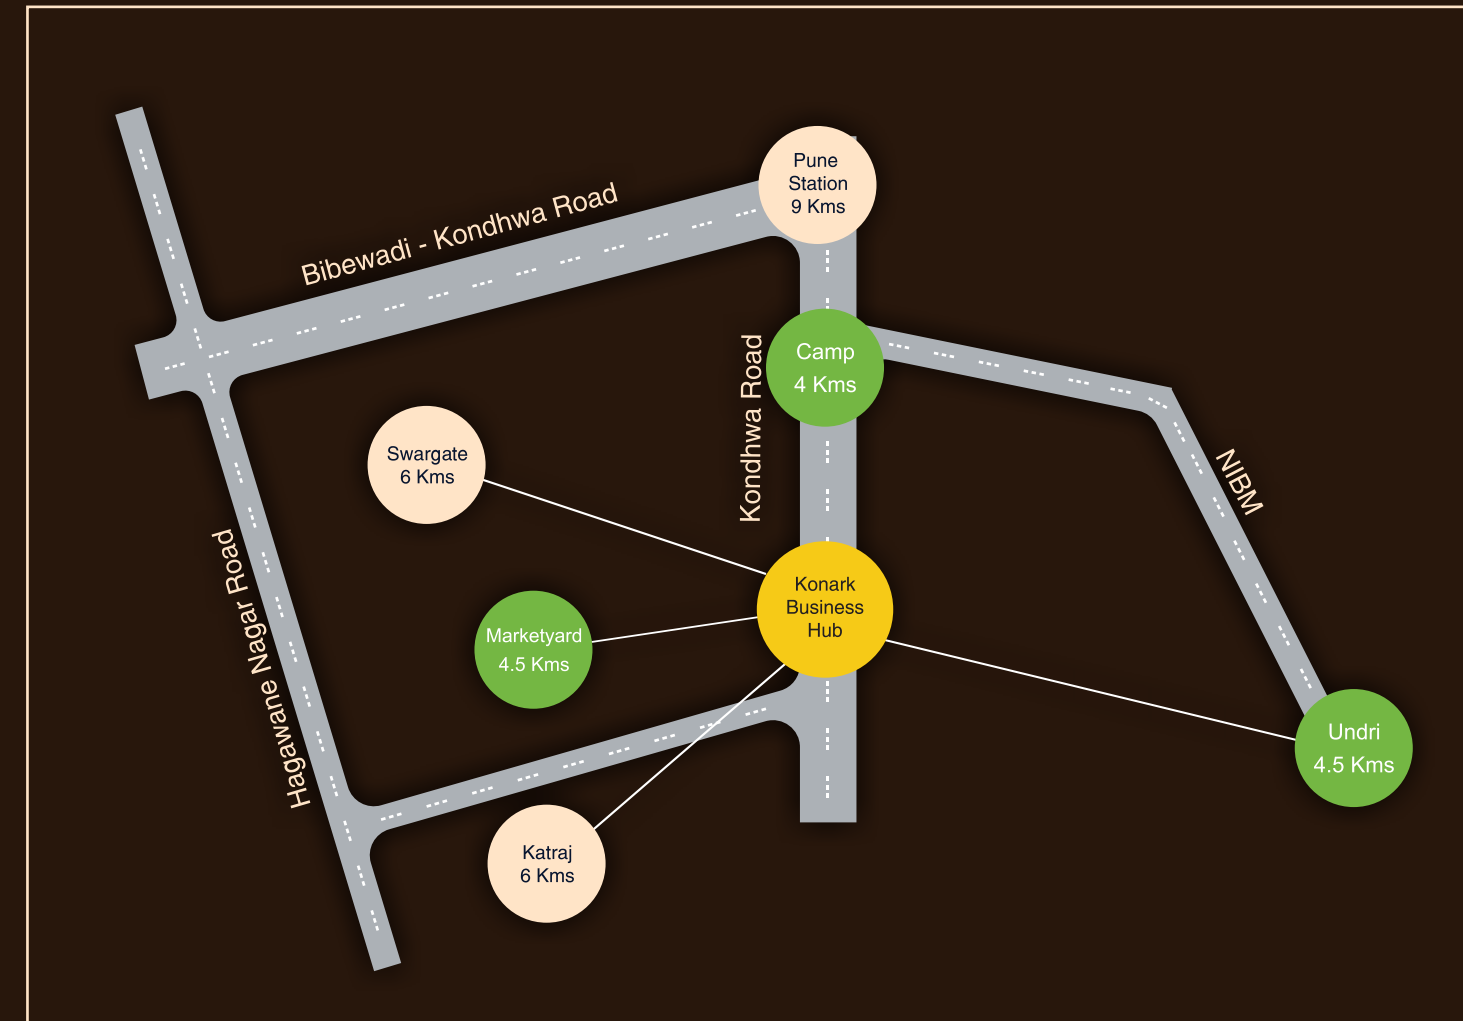 Pune
Station
9 Kms
Bibewadi - Kondhwa Road
Camp
4 Kms
Kondhwa Road
Swargate
6 Kms
NIBM
Hagawane Nagar Road
Konark
Business
Hub
Marketyard
4.5 Kms
Undri
4.5 Kms
Katraj
6 Kms